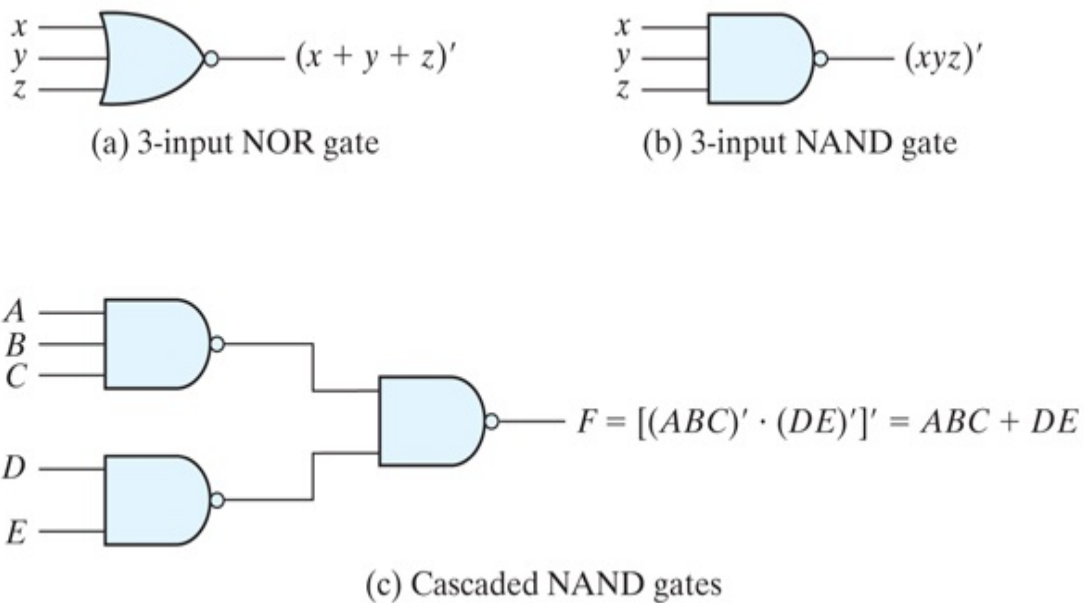 x
y
z
(x + y + z)′
(a) 3-input NOR gate
x
y
z
(xyz)′
(b) 3-input NAND gate
A
B
C
D
E
F = [(ABC)′ · (DE)′]′ = ABC + DE
(c) Cascaded NAND gates